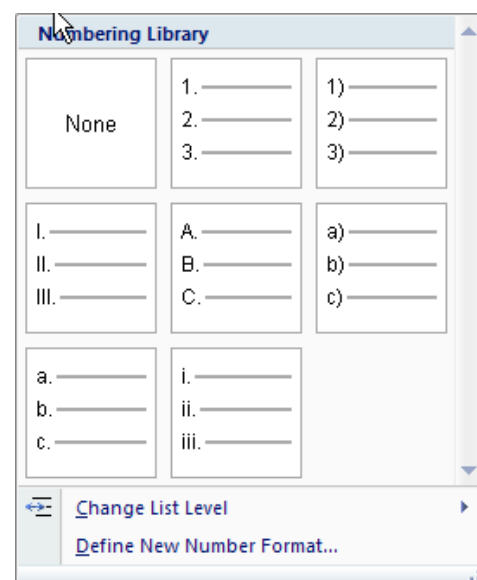 Numbering Library
None
1.
2.
3.
1)
2)
3)
I.
II.
III.
A.
B.
C.
a)
b)
c)
a.
b.
c.
i.
ii.
iii.
Change List Level
Define New Number Format...